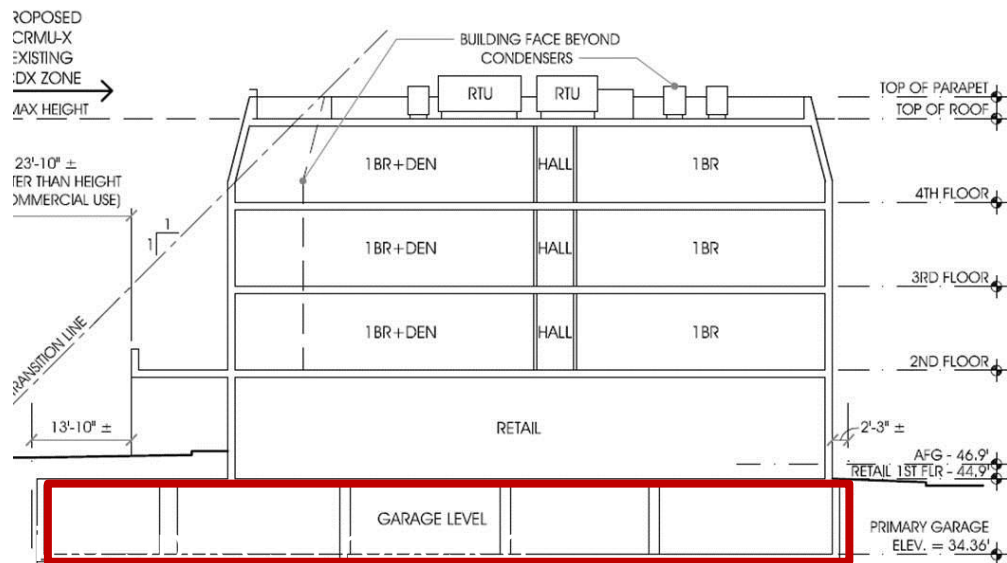 ROPOSED
CRMU-X
EXISTING
CDX ZONE
MAX HEIGHT
BUILDING FACE BEYOND
CONDENSERS
RTU
RTU
TOP OF PARAPET
TOP OF ROOF
23'-10" ±
TER THAN HEIGHT
OMMERCIAL USE)
1BR+DEN
HALL
1BR
4TH FLOOR
1
1
1BR+DEN
HALL
1BR
3RD FLOOR
TRANSITION LINE
1BR+DEN
HALL
1BR
2ND FLOOR
13'-10" ±
RETAIL
2'-3" ±
AFG - 46.9'
RETAIL 1ST FLR - 44.9'
GARAGE LEVEL
PRIMARY GARAGE
ELEV. = 34.36'